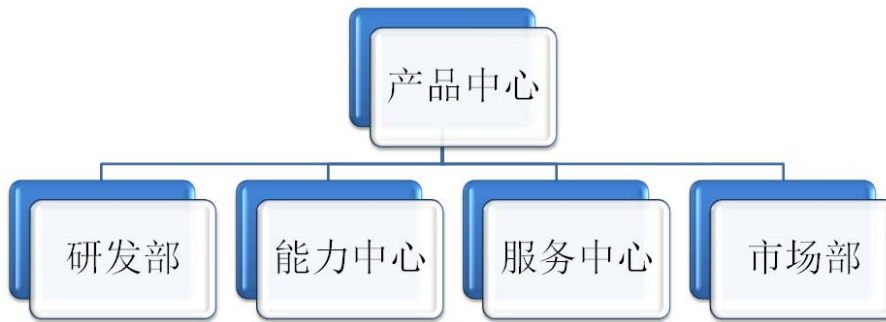 产品中心
研发部
能力中心
服务中心
市场部